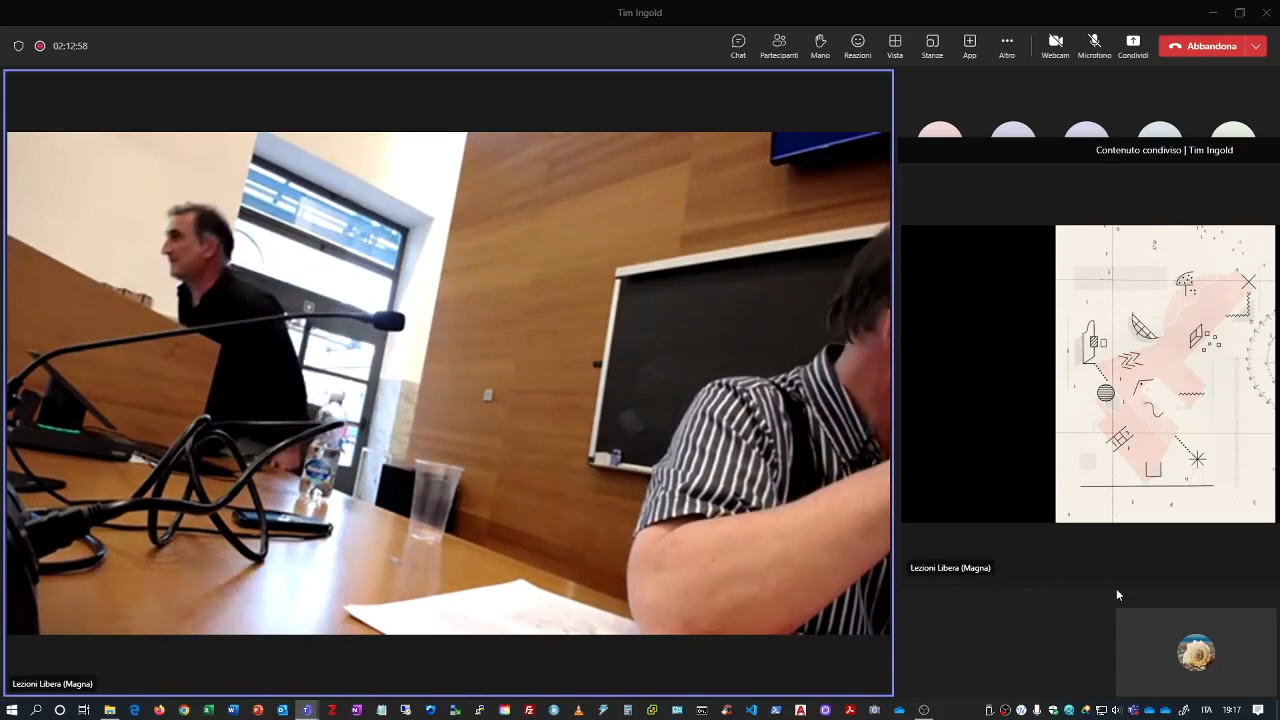 Tim Ingold
02:12:58
Chat
Partecipanti
Mano
Reazioni
Vista
Stanze
App
Altro
Webcam
Microfono
Condividi
Abbandona
Contenuto condiviso | Tim Ingold
Lezioni Libera (Magna)
Lezioni Libera (Magna)
ITA
19:17